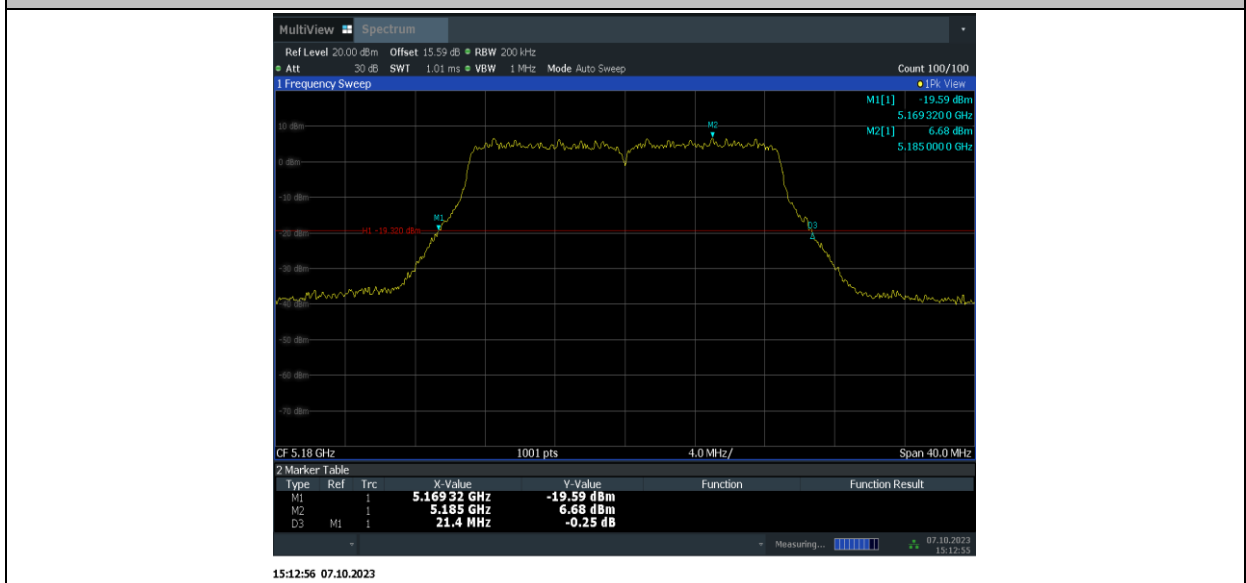 MultiView Spectrum
Ref Level 20.00 dBm Offset 15.59 dB RBW 200 kHz
Att 30 dB SWT 1.01 ms VBW 1 MHz Mode Auto Sweep Count 100/100
1 Frequency Sweep 1Pk View
M1[1] -19.59 dBm
5.169 320 0 GHz
M2[1] 6.68 dBm
5.185 000 0 GHz
M2
10 dBm
0 dBm
-10 dBm
M1
D3
H1 -19.320 dBm
-20 dBm
-30 dBm
-40 dBm
-50 dBm
-60 dBm
-70 dBm
CF 5.18 GHz 1001 pts 4.0 MHz/ Span 40.0 MHz
2 Marker Table
Type Ref Trc X-Value Y-Value Function Function Result
M1 1 5.169 32 GHz -19.59 dBm
M2 1 5.185 GHz 6.68 dBm
D3 M1 1 21.4 MHz -0.25 dB
Measuring... 07.10.2023
15:12:55
15:12:56 07.10.2023